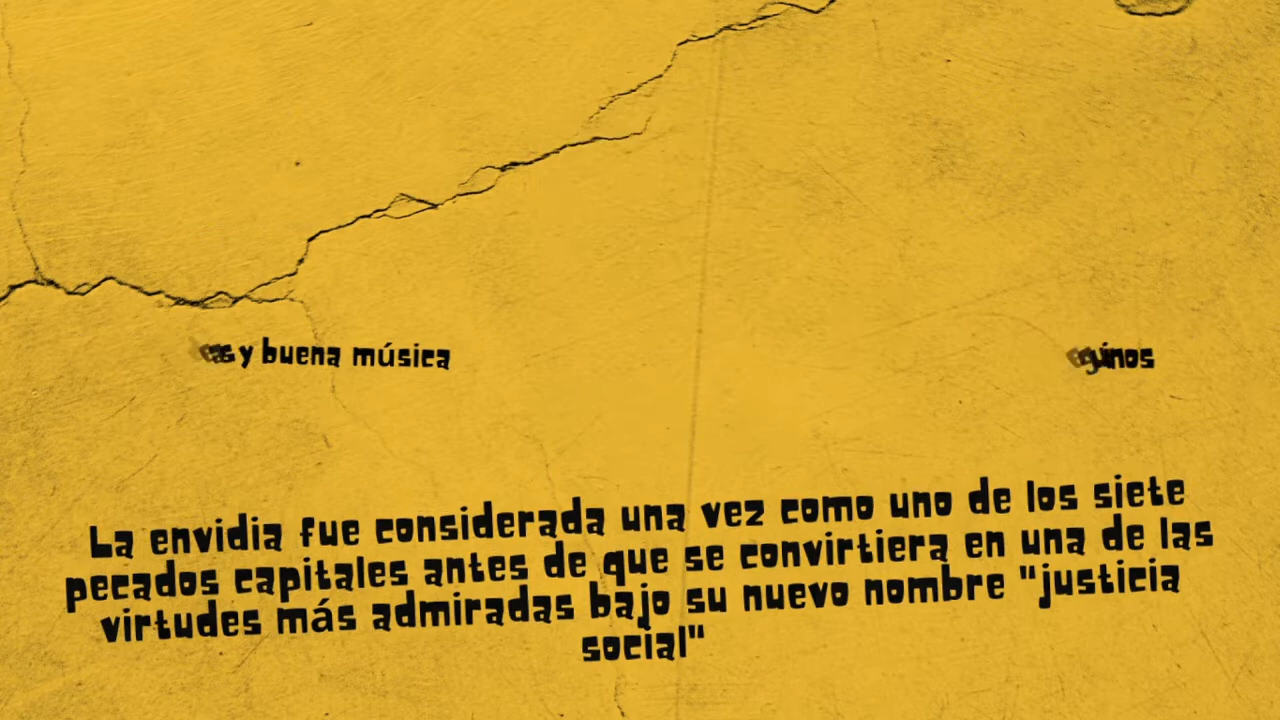 y buena música
La envidia fue considerada una vez como uno de los siete
pecados capitales antes de que se convirtiera en una de las
virtudes más admiradas bajo su nuevo nombre "justicia
social"